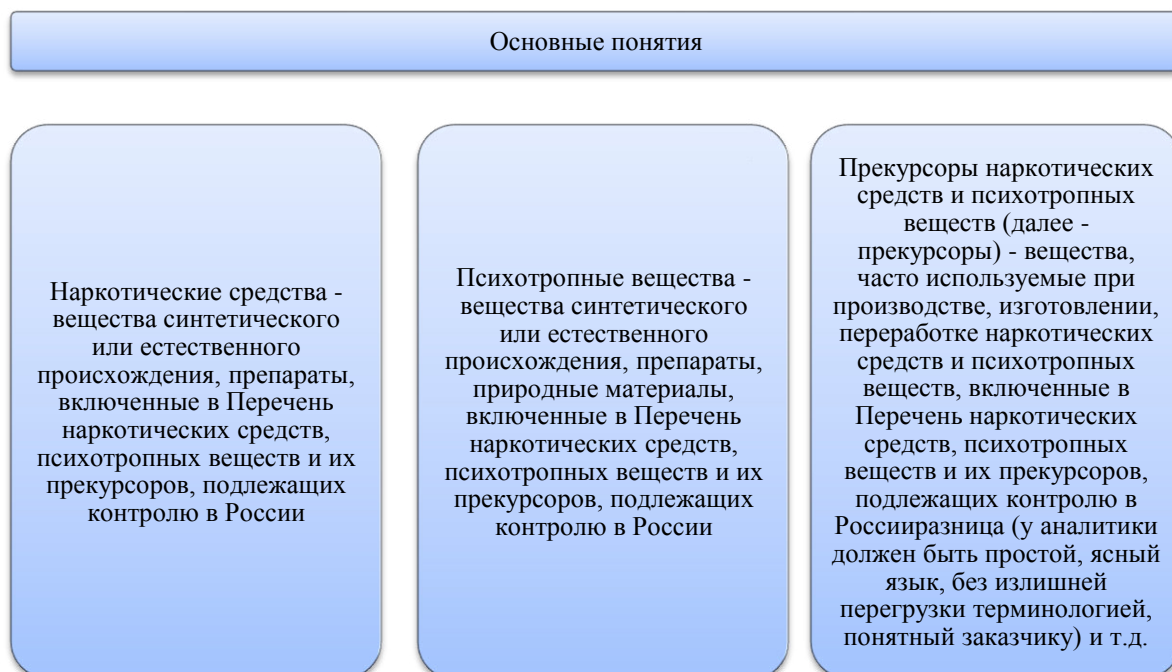 Основные понятия
Наркотические средства -
вещества синтетического
или естественного
происхождения, препараты,
включенные в Перечень
наркотических средств,
психотропных веществ и их
прекурсоров, подлежащих
контролю в России
Психотропные вещества -
вещества синтетического
или естественного
происхождения, препараты,
природные материалы,
включенные в Перечень
наркотических средств,
психотропных веществ и их
прекурсоров, подлежащих
контролю в России
Прекурсоры наркотических
средств и психотропных
веществ (далее -
прекурсоры) - вещества,
часто используемые при
производстве, изготовлении,
переработке наркотических
средств и психотропных
веществ, включенные в
Перечень наркотических
средств, психотропных
веществ и их прекурсоров,
подлежащих контролю в
Россииразница (у аналитики
должен быть простой, ясный
язык, без излишней
перегрузки терминологией,
понятный заказчику) и т.д.